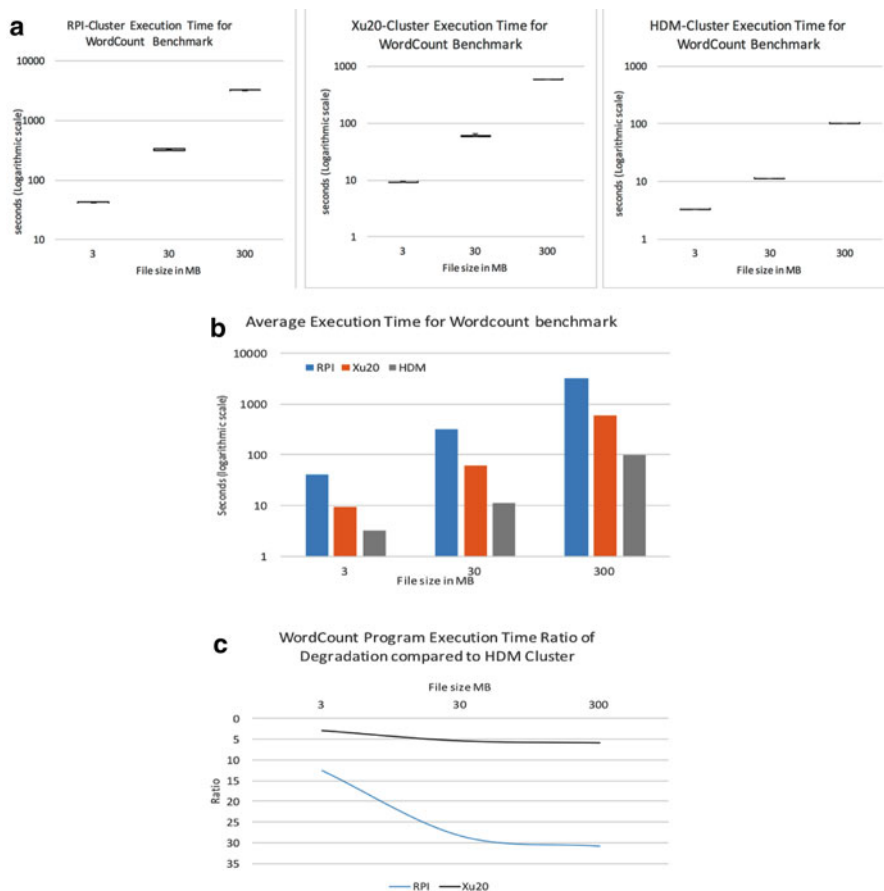 a
RPI-Cluster Execution Time for
WordCount Benchmark
seconds (Logarithmic scale)
10000
1000
100
10
3 30 300
File size in MB
Xu20-Cluster Execution Time for
WordCount Benchmark
seconds (Logarithmic scale)
1000
100
10
1
3 30 300
File size in MB
HDM-Cluster Execution Time for
WordCount Benchmark
seconds (Logarithmic scale)
1000
100
10
1
3 30 300
File size in MB
b
Average Execution Time for Wordcount benchmark
Seconds (logarithmic scale)
10000
1000
100
10
1
RPI Xu20 HDM
3 30 300
File size in MB
c
WordCount Program Execution Time Ratio of
Degradation compared to HDM Cluster
File size MB
3 30 300
Ratio
0
5
10
15
20
25
30
35
RPI Xu20